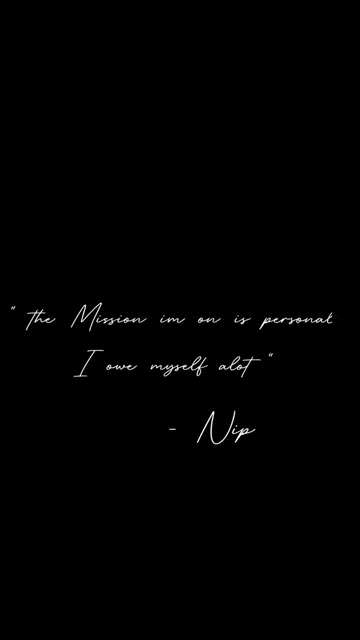 " the Mission im on is personal
I owe myself alot "
- Nip